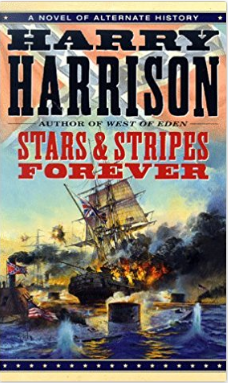 A NOVEL OF ALTERNATE HISTORY
HARRY
HARRISON
AUTHOR OF WEST OF EDEN
STARS & STRIPES
FOREVER